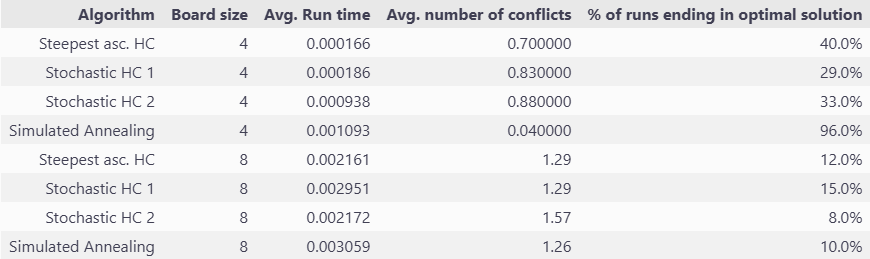 Algorithm Board size Avg. Run time Avg. number of conflicts % of runs ending in optimal solution
Steepest asc. HC 4 0.000166 0.700000 40.0%
Stochastic HC 1 4 0.000186 0.830000 29.0%
Stochastic HC 2 4 0.000938 0.880000 33.0%
Simulated Annealing 4 0.001093 0.040000 96.0%
Steepest asc. HC 8 0.002161 1.29 12.0%
Stochastic HC 1 8 0.002951 1.29 15.0%
Stochastic HC 2 8 0.002172 1.57 8.0%
Simulated Annealing 8 0.003059 1.26 10.0%